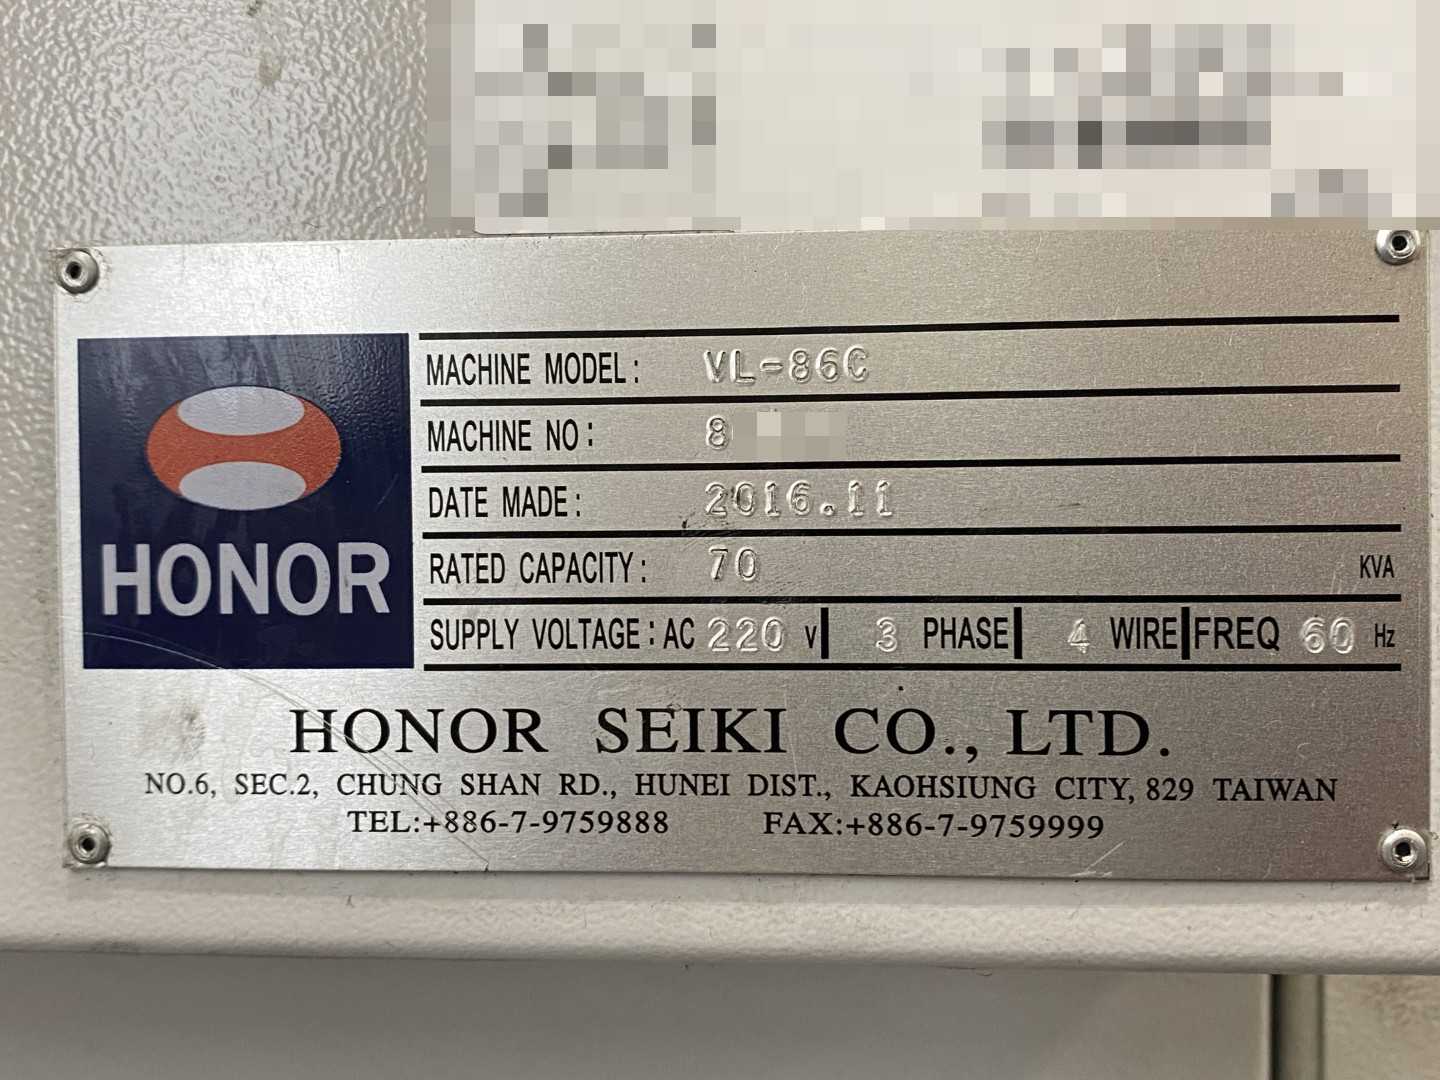 HONOR
MACHINE MODEL: VL-86C
MACHINE NO: 8
DATE MADE: 2016.11
RATED CAPACITY: 70 KVA
SUPPLY VOLTAGE: AC 220 V 3 PHASE 4 WIRE FREQ 60 Hz
HONOR SEIKI CO., LTD.
NO.6, SEC.2, CHUNG SHAN RD., HUNEI DIST., KAOHSIUNG CITY, 829 TAIWAN
TEL:+886-7-9759888 FAX:+886-7-9759999